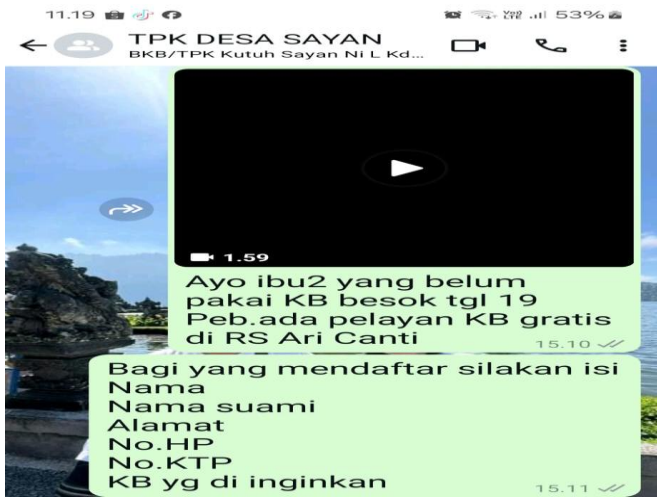 11.19
53%
TPK DESA SAYAN
BKB/TPK Kutuh Sayan Ni L Kd...
1.59
Ayo ibu2 yang belum
pakai KB besok tgl 19
Peb.ada pelayan KB gratis
di RS Ari Canti
15.10
Bagi yang mendaftar silakan isi
Nama
Nama suami
Alamat
No.HP
No.KTP
KB yg di inginkan
15.11